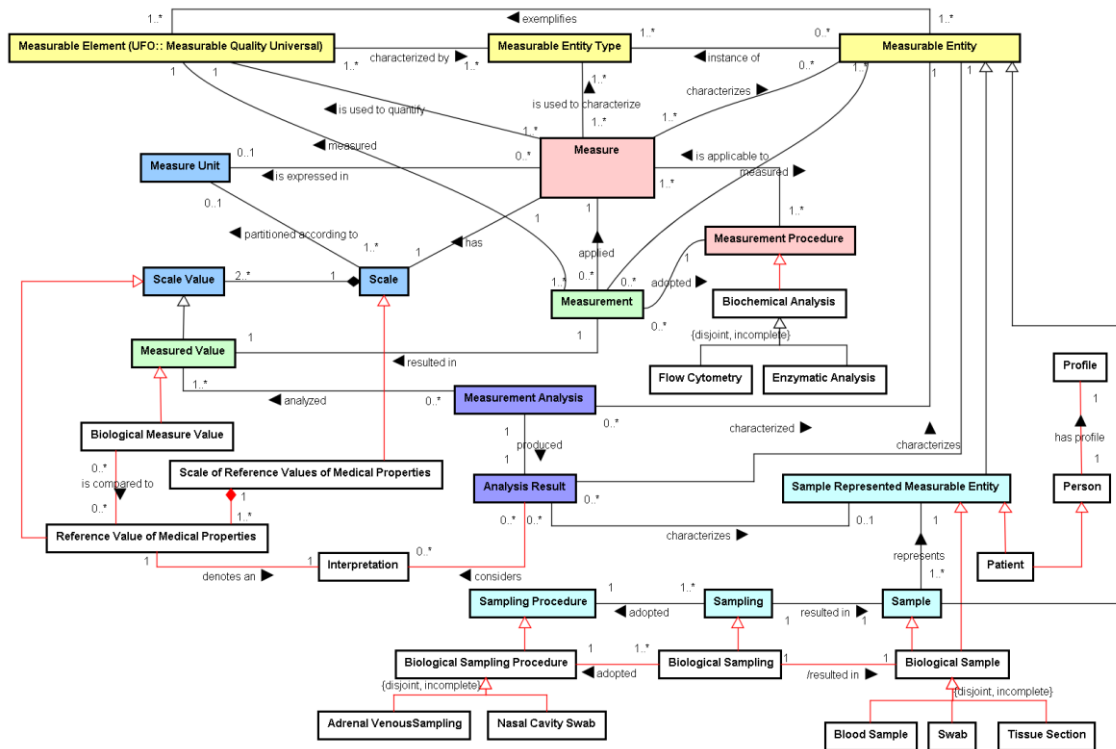 1..*
exemplifies
1..*
Measurable Element (UFO:: Measurable Quality Universal)
characterized by
Measurable Entity Type
1..*
0..*
Measurable Entity
1
1
1..*
1..*
instance of
0..*
1..*
1
1
1..*
is used to quantify
is used to characterize
characterizes
1..*
1..*
1..*
measured
Measure
Measure Unit
0..1
0..*
is applicable to
is expressed in
measured
0..1
1
1
1..*
1..*
partitioned according to
has
Measurement Procedure
1..*
1
applied
1
Scale Value
2..*
1
Scale
1..*
0..*
0..*
adopted
Measurement
Biochemical Analysis
0..*
{disjoint, incomplete}
Measured Value
1
1
resulted in
Flow Cytometry
Enzymatic Analysis
Profile
1..*
0..*
Measurement Analysis
1
analyzed
0..*
Biological Measure Value
1
characterized
characterizes
has profile
0..*
produced
1
Scale of Reference Values of Medical Properties
1
is compared to
Analysis Result
Sample Represented Measurable Entity
Person
1
0..*
0..*
1..*
0..*
0..*
0..1
1
Reference Value of Medical Properties
characterizes
1
0..*
represents
Interpretation
Patient
denotes an
1
considers
1..*
Sampling Procedure
1
1..*
Sampling
Sample
adopted
1
resulted in
1
1
1..*
1
1
Biological Sampling Procedure
Biological Sampling
Biological Sample
adopted
/resulted in
{disjoint, incomplete}
{disjoint, incomplete}
Adrenal VenousSampling
Nasal Cavity Swab
Blood Sample
Swab
Tissue Section